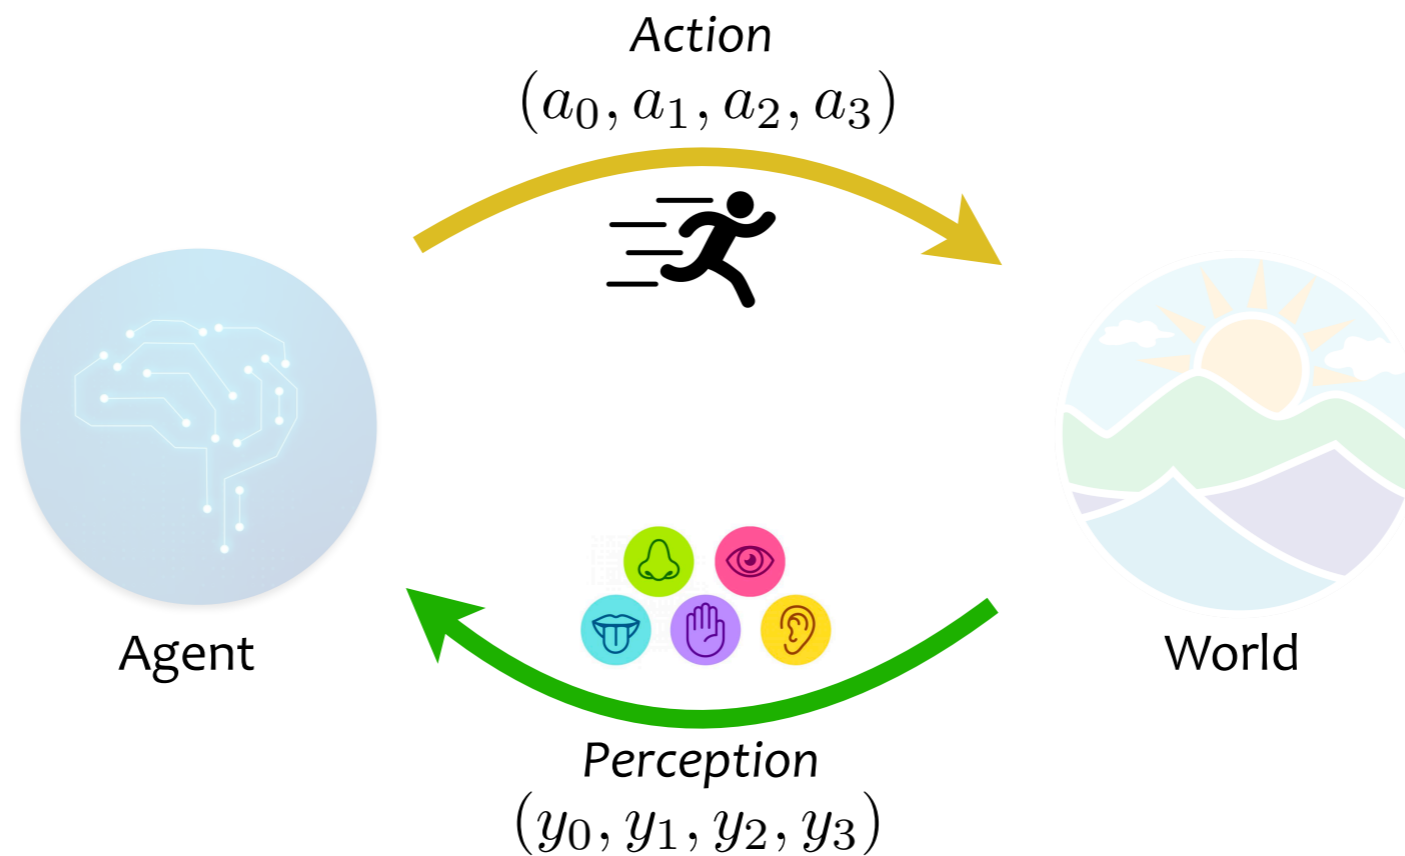 Action
(a₀, a₁, a₂, a₃)
Agent
World
Perception
(y₀, y₁, y₂, y₃)